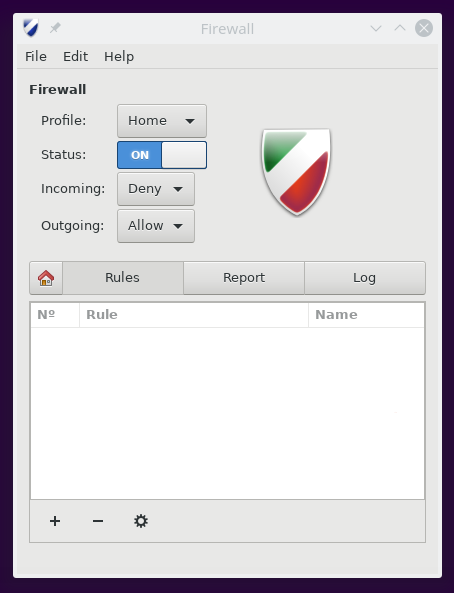 Firewall
File Edit Help
Firewall
Profile: Home
Status: ON
Incoming: Deny
Outgoing: Allow
Rules Report Log
Nº Rule Name